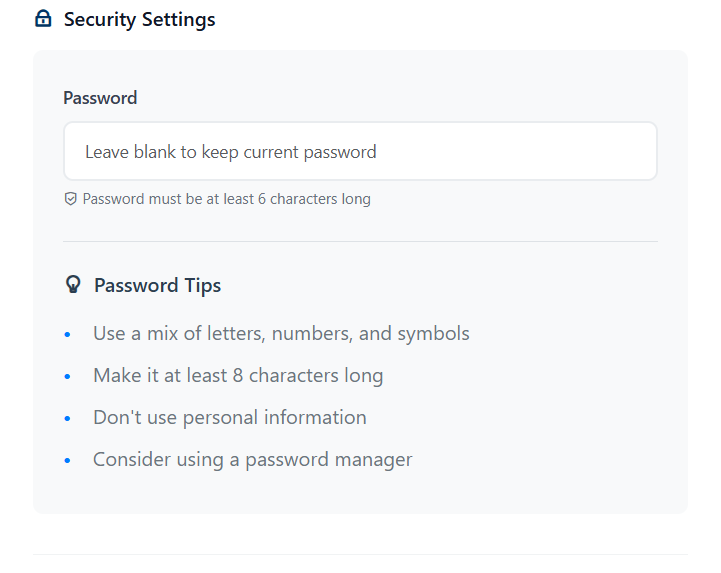 Security Settings
Password
Leave blank to keep current password
Password must be at least 6 characters long
Password Tips
Use a mix of letters, numbers, and symbols
Make it at least 8 characters long
Don't use personal information
Consider using a password manager